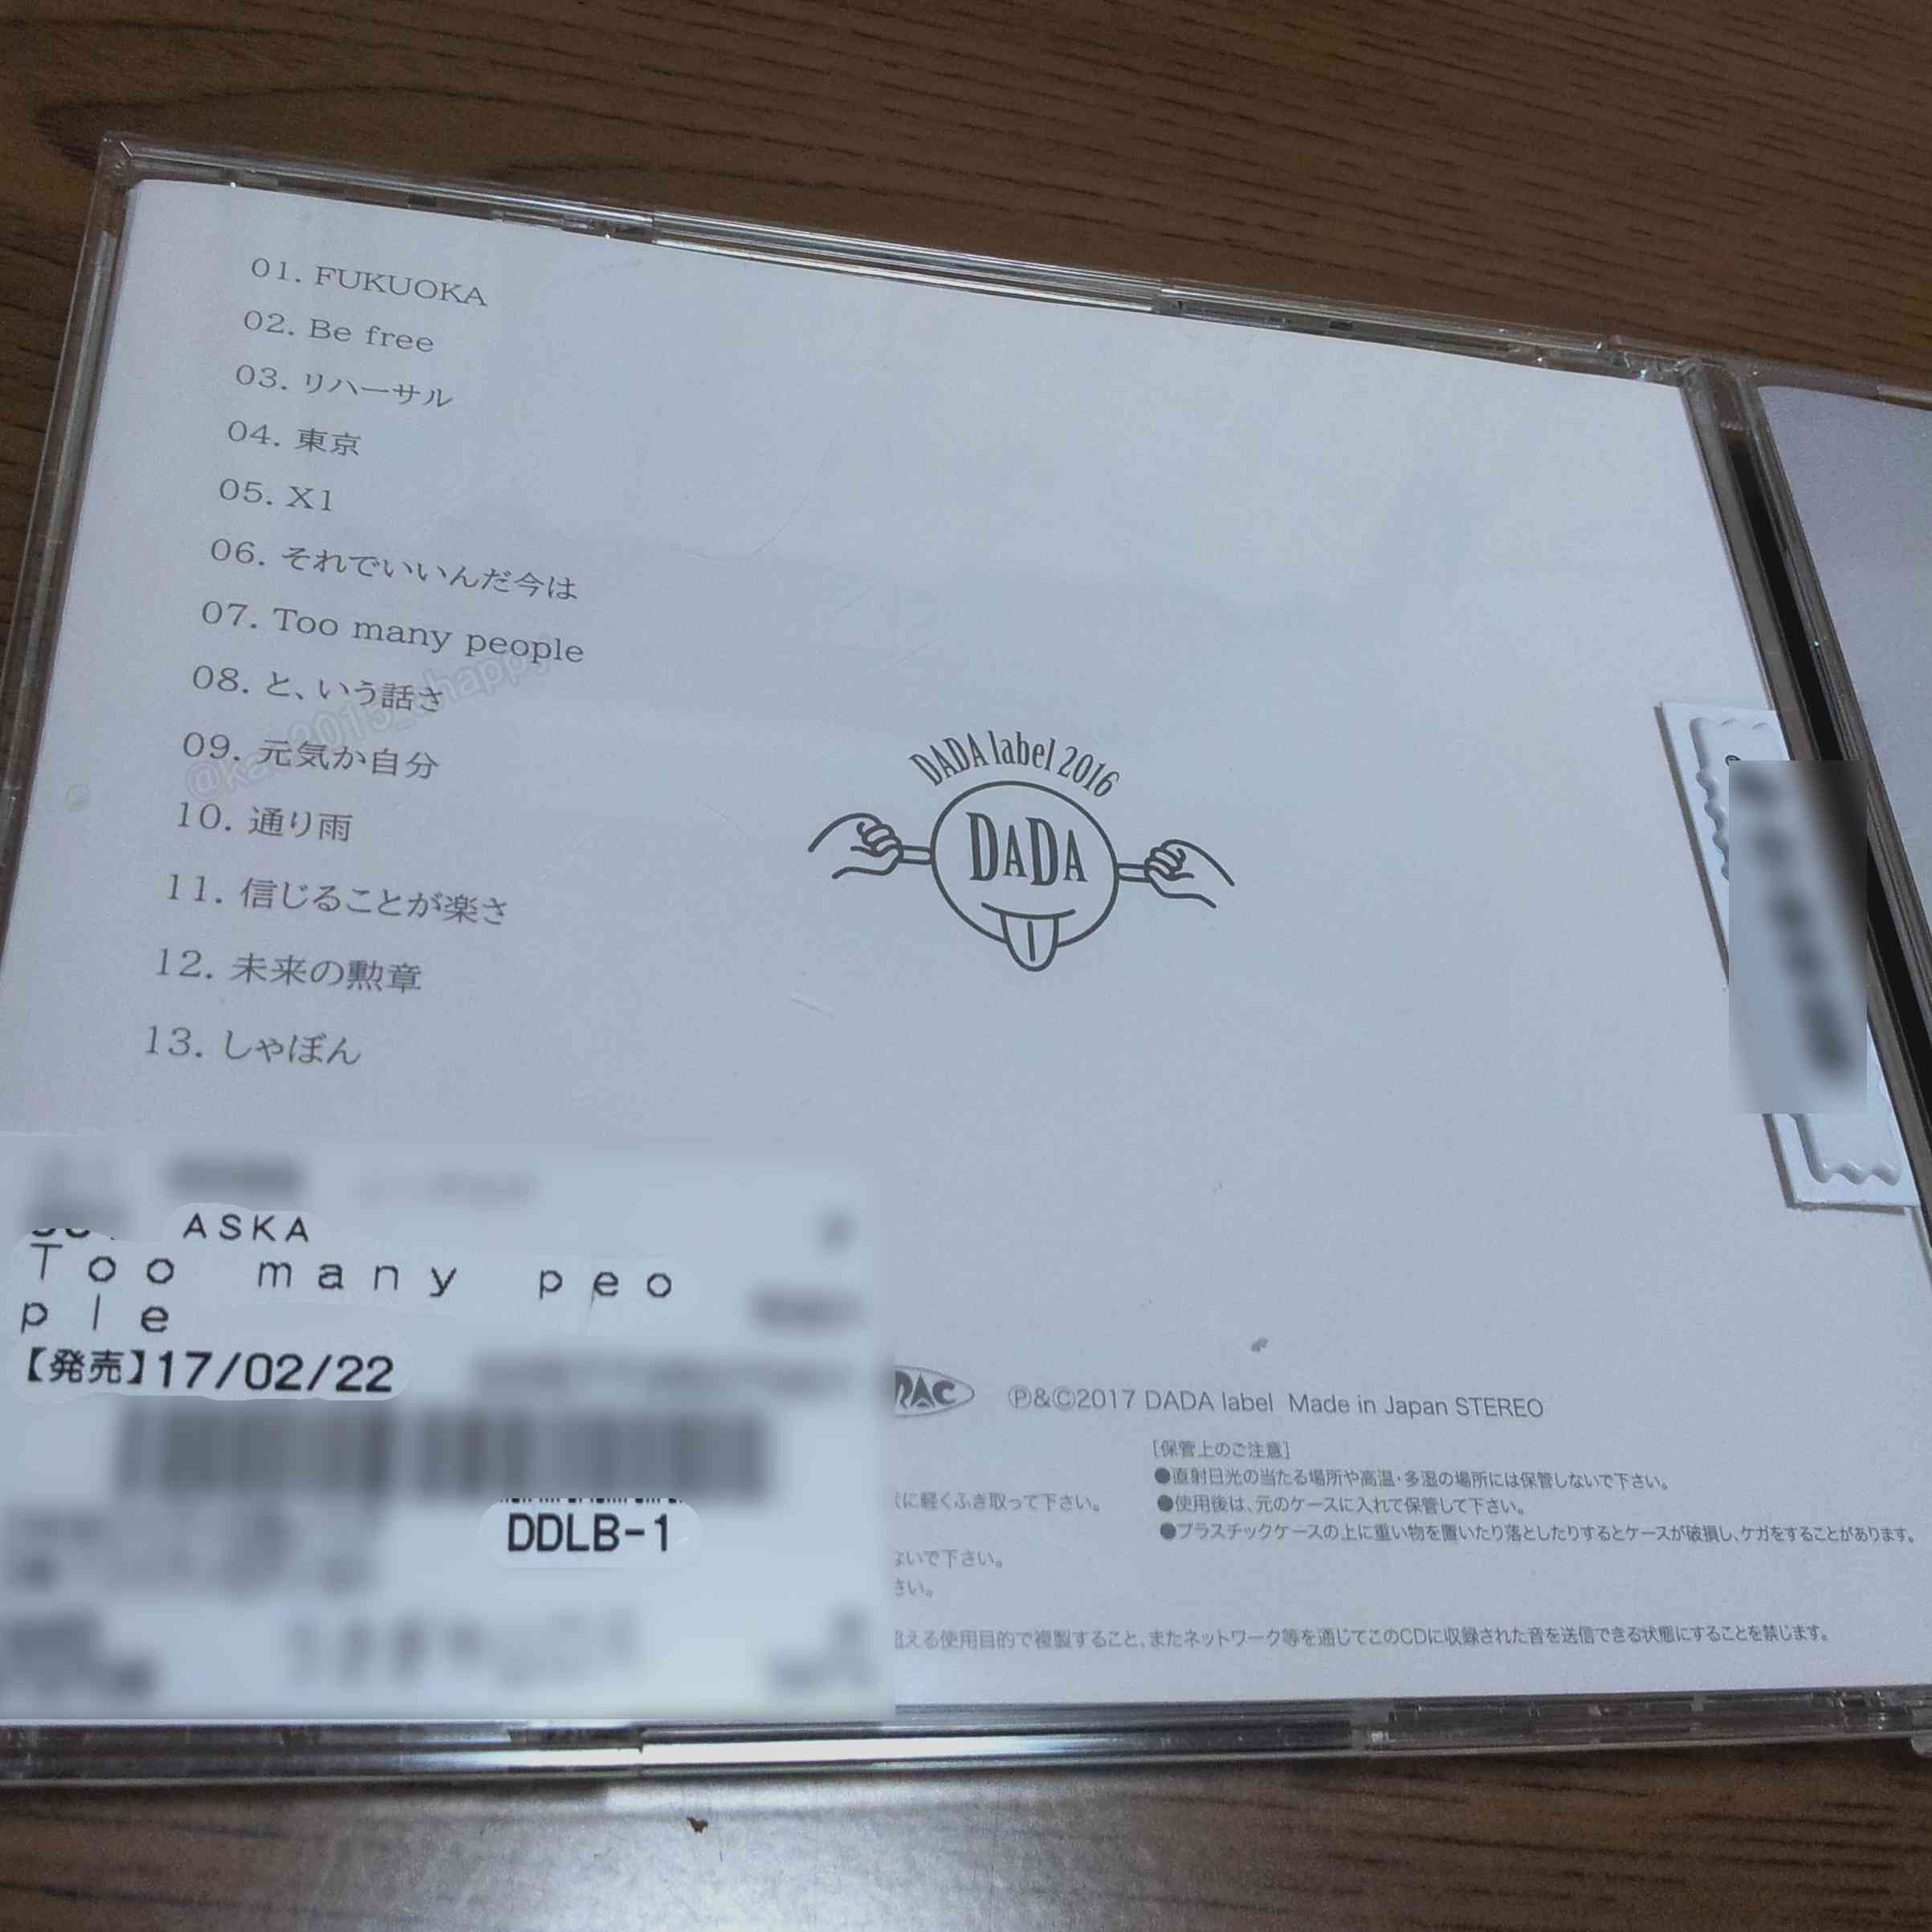 01. FUKUOKA
02. Be free
03. リハーサル
04. 東京
05. X1
06. それでいいんだ今は
07. Too many people
08. と、いう話さ
09. 元気か自分
10. 通り雨
11. 信じることが楽さ
12. 未来の勲章
13. しゃぼん
DADA label 2016
DADA
ASKA
Too many peo
ple
【発売】17/02/22
DDLB-1
RAC
Ⓟ&Ⓒ2017 DADA label Made in Japan STEREO
[保管上のご注意]
●直射日光の当たる場所や高温・多湿の場所には保管しないで下さい。
に軽くふき取って下さい。
●使用後は、元のケースに入れて保管して下さい。
●プラスチックケースの上に重い物を置いたり落としたりするとケースが破損し、ケガをすることがあります。
ないで下さい。
さい。
超える使用目的で複製すること、またネットワーク等を通じてこのCDに収録された音を送信できる状態にすることを禁じます。